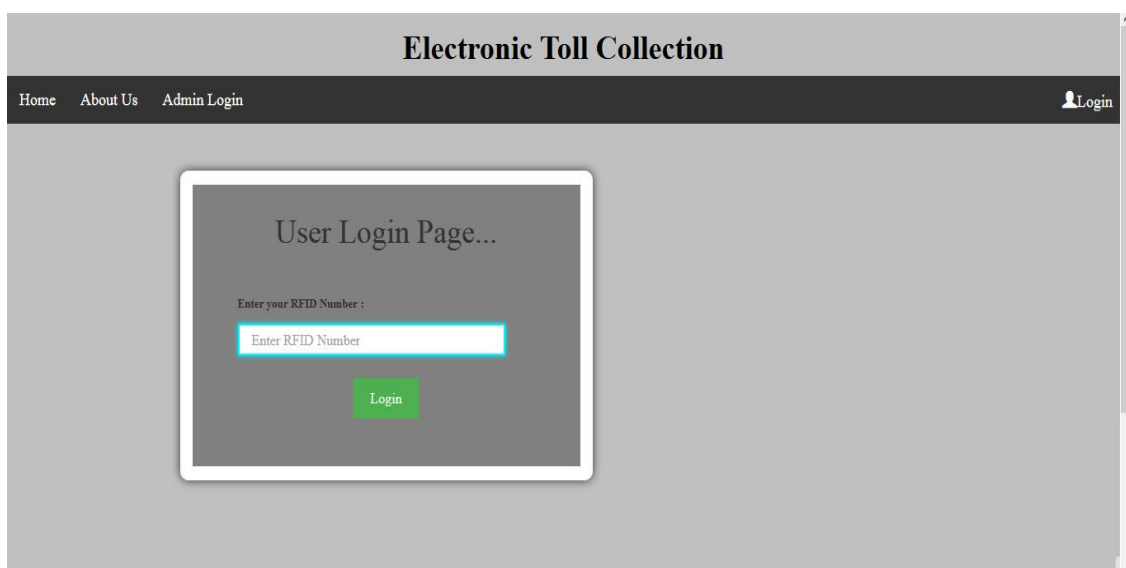 Electronic Toll Collection
Home About Us Admin Login Login
User Login Page...
Enter your RFID Number :
Enter RFID Number
Login